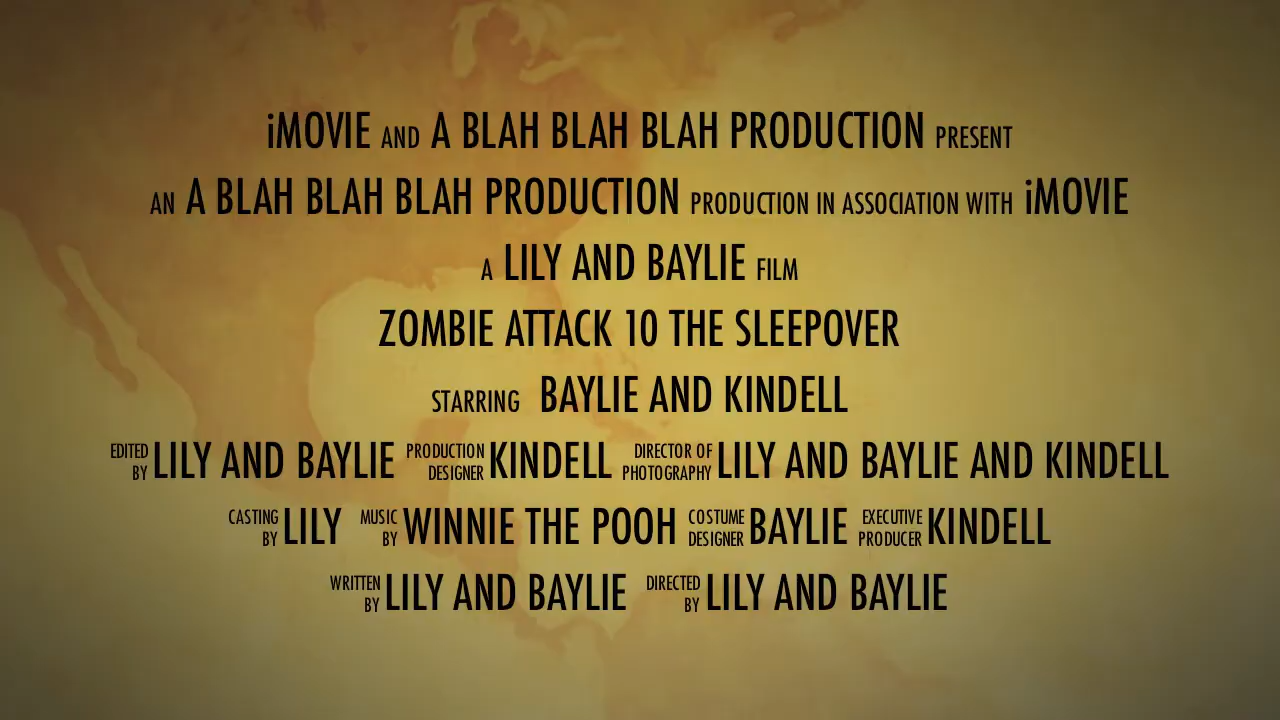 iMOVIE AND A BLAH BLAH BLAH PRODUCTION PRESENT
AN A BLAH BLAH BLAH PRODUCTION PRODUCTION IN ASSOCIATION WITH iMOVIE
A LILY AND BAYLIE FILM
ZOMBIE ATTACK 10 THE SLEEPOVER
STARRING BAYLIE AND KINDELL
EDITED BY LILY AND BAYLIE PRODUCTION DESIGNER KINDELL DIRECTOR OF PHOTOGRAPHY LILY AND BAYLIE AND KINDELL
CASTING BY LILY MUSIC BY WINNIE THE POOH COSTUME DESIGNER BAYLIE EXECUTIVE PRODUCER KINDELL
WRITTEN BY LILY AND BAYLIE DIRECTED BY LILY AND BAYLIE